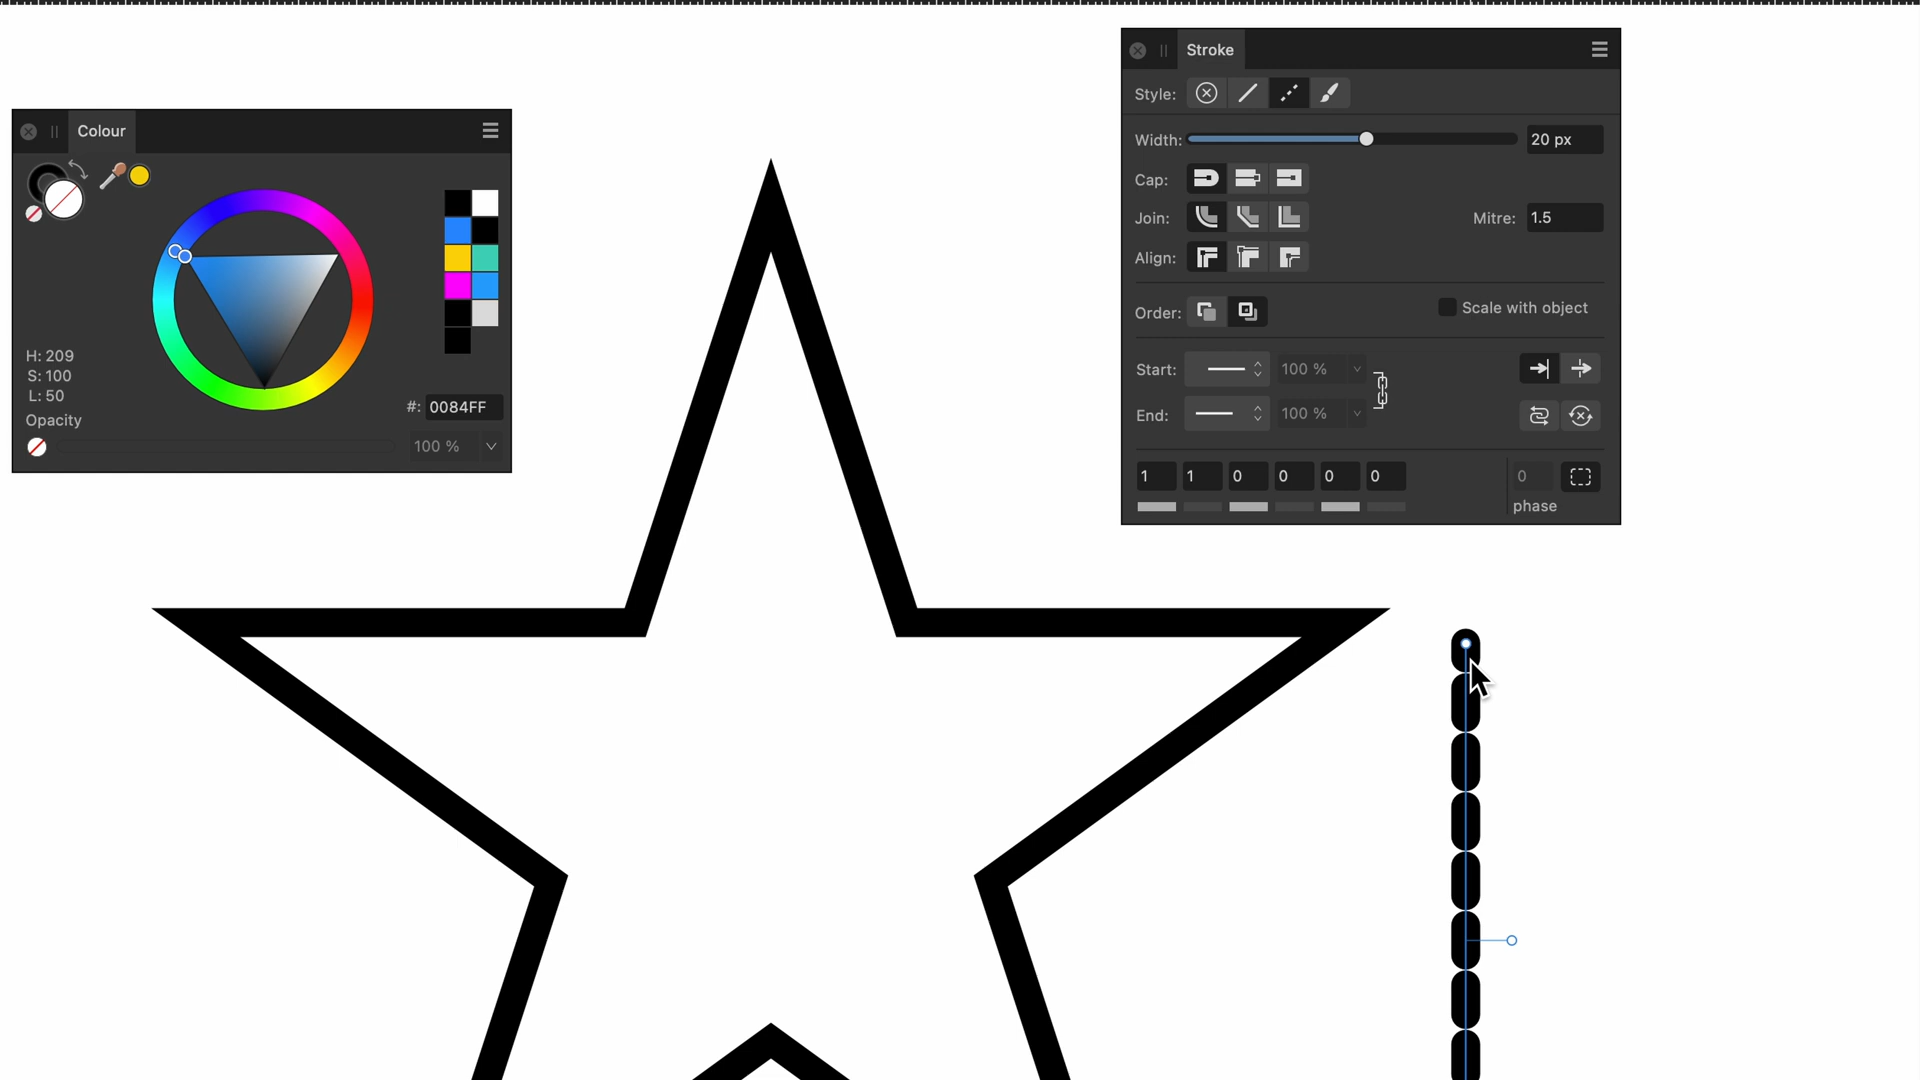 Stroke
Style:
Width: 20 px
Cap:
Join: Mitre: 1.5
Align:
Order: Scale with object
Start: 100 %
End: 100 %
1 1 0 0 0 0 0
phase
Colour
H: 209
S: 100
L: 50
#: 0084FF
Opacity
100 %